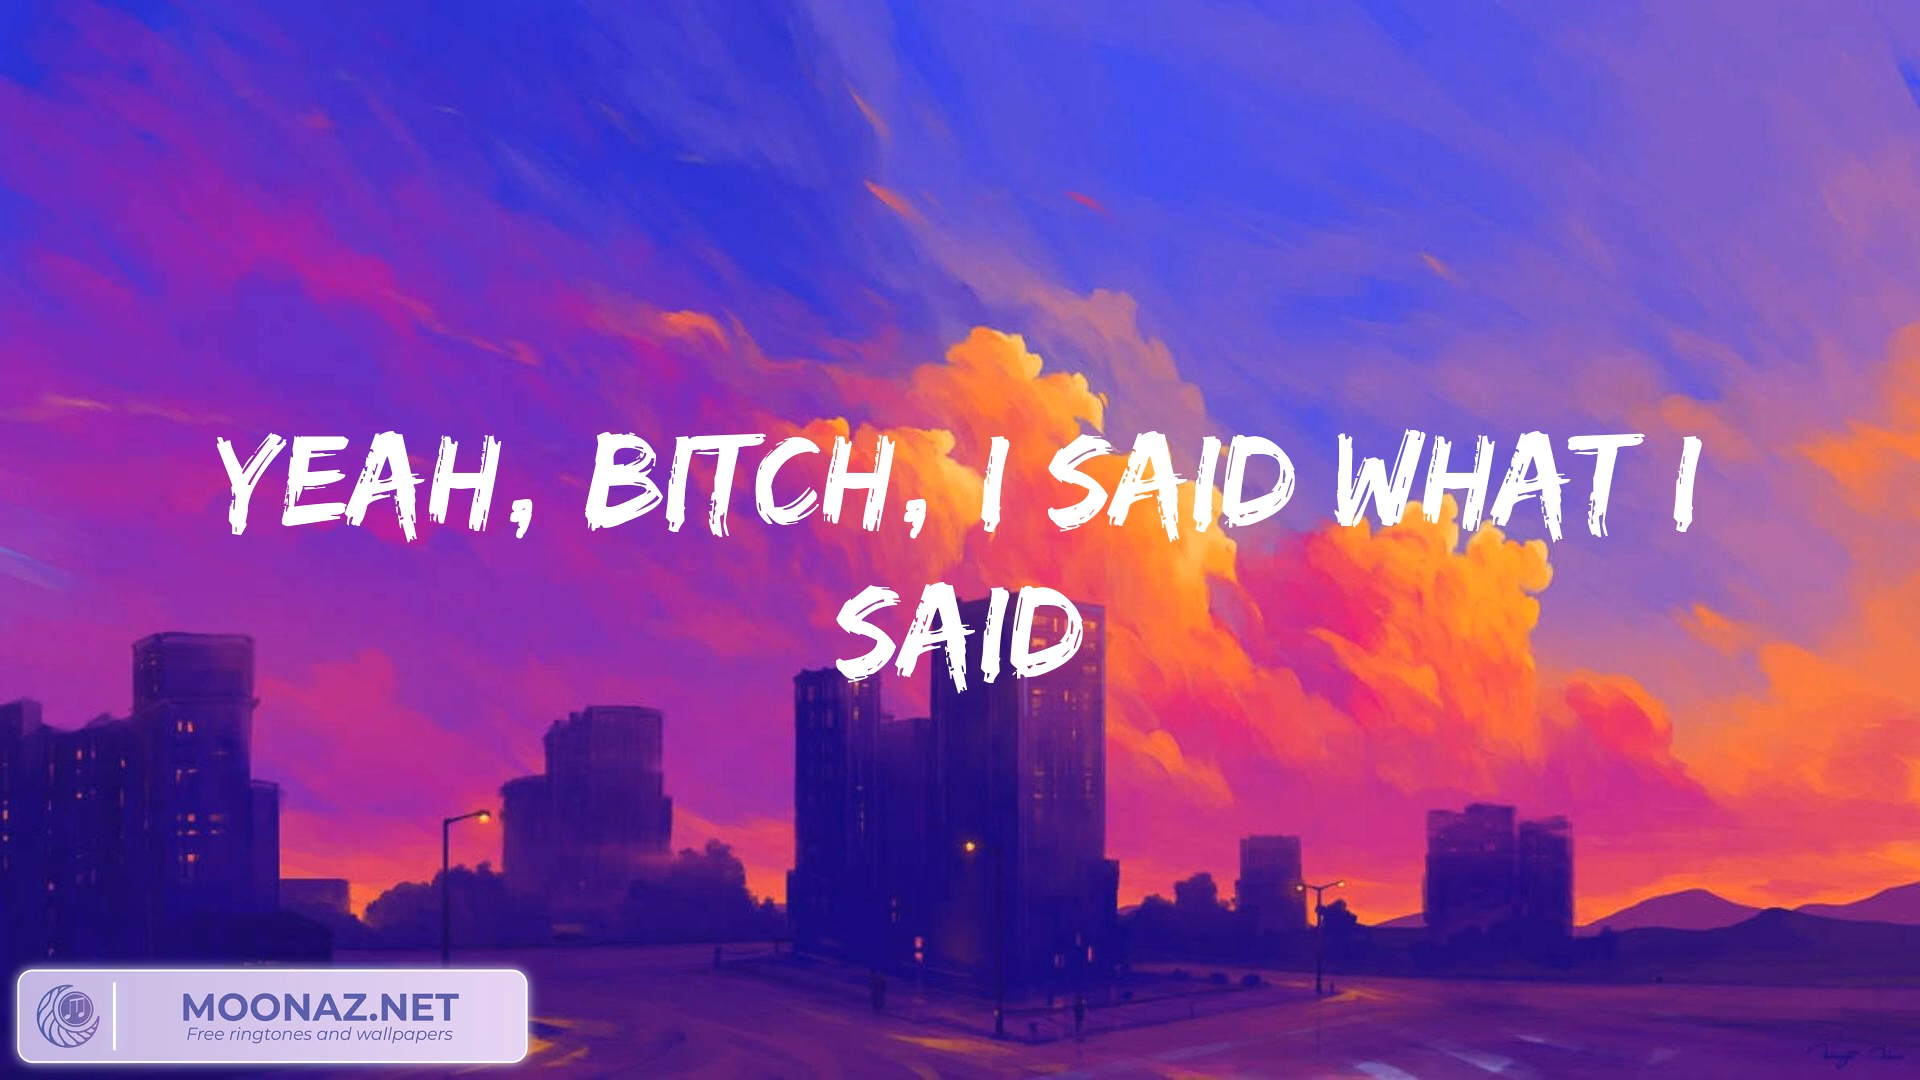 YEAH, BITCH, I SAID WHAT I
SAID
MOONAZ.NET
Free ringtones and wallpapers